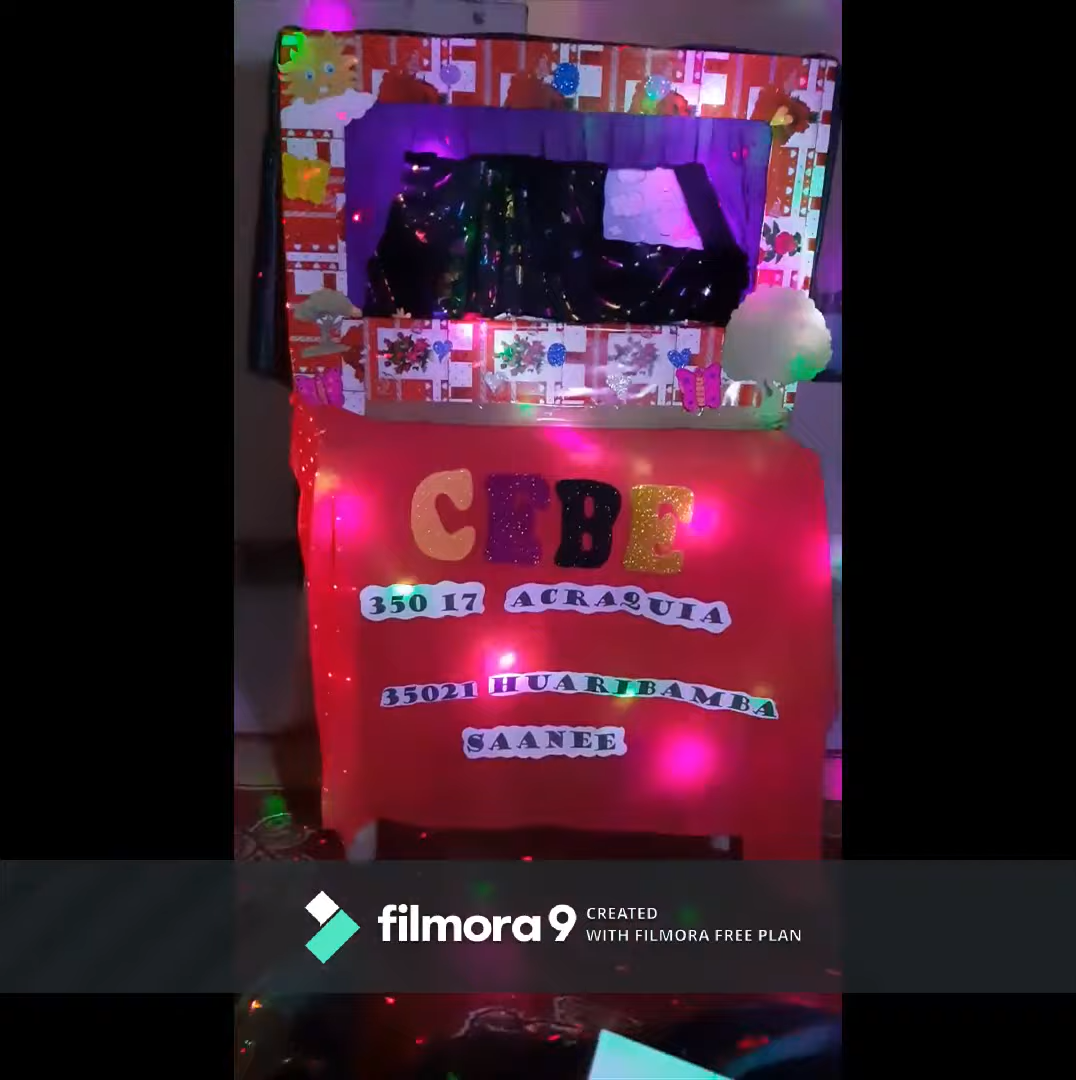 CEBE
350 17 ACRAQUIA
35021 HUARIBAMBA
SAANEE
filmora 9 CREATED
WITH FILMORA FREE PLAN